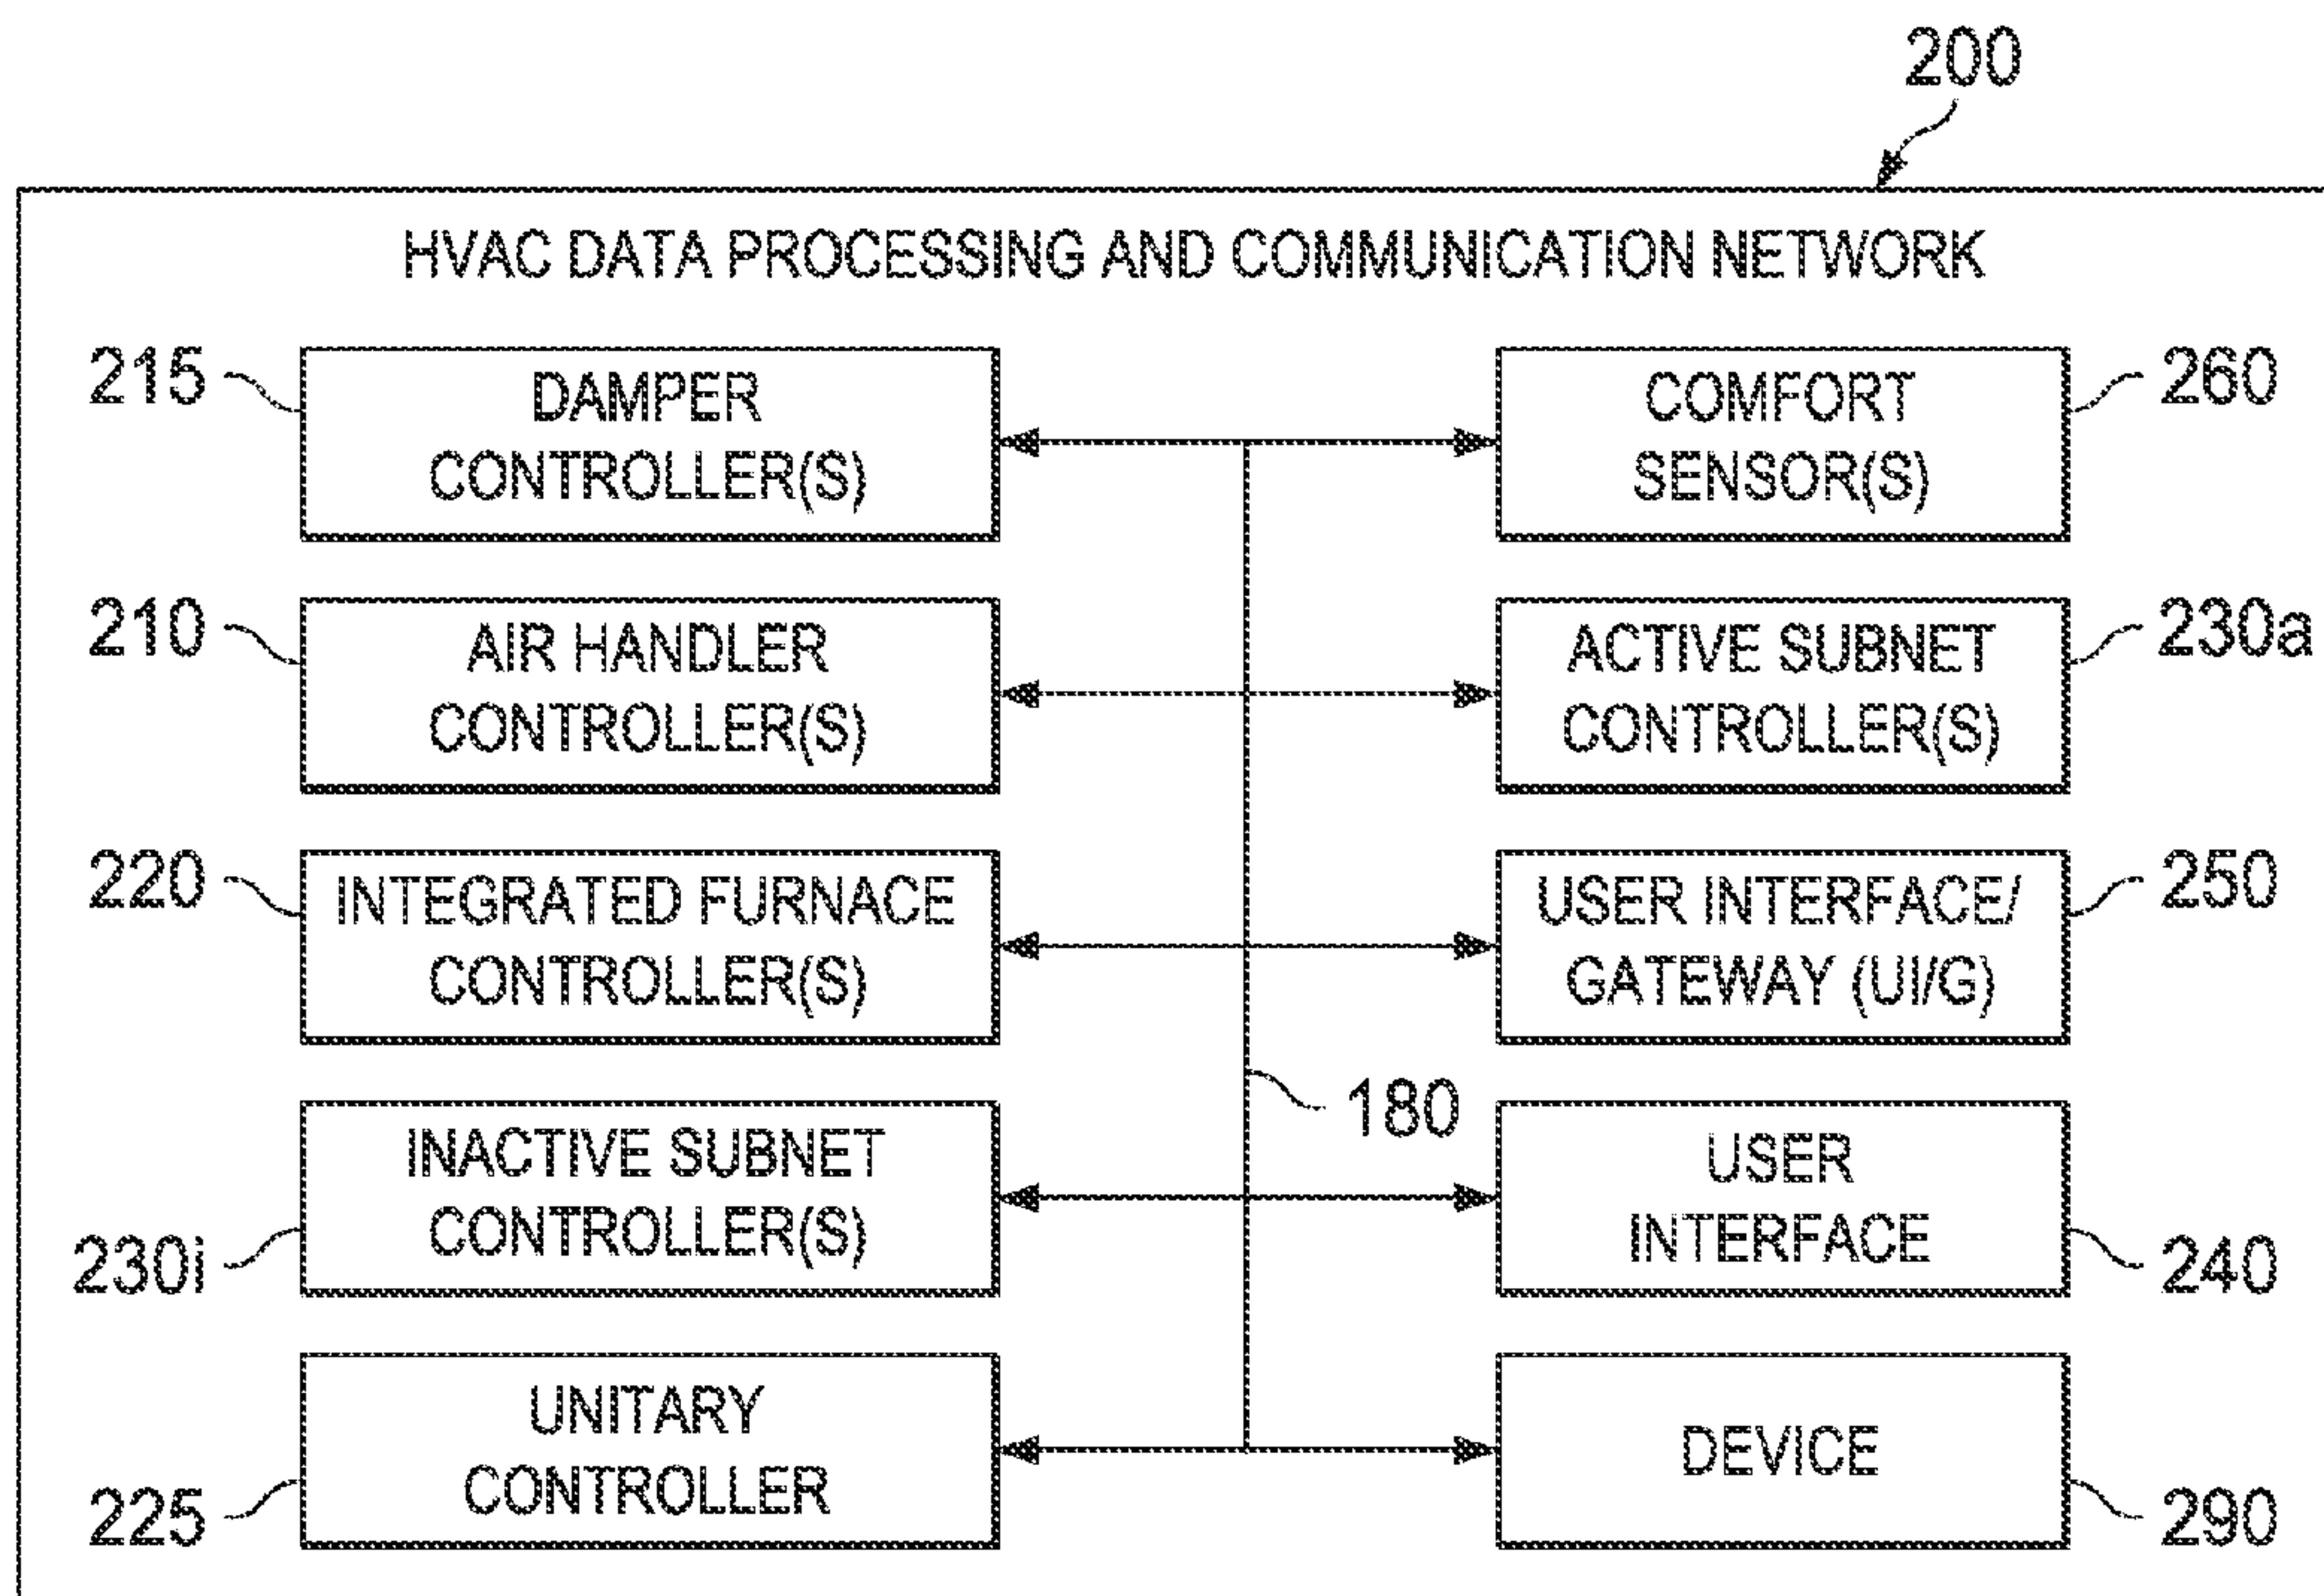 200
HVAC DATA PROCESSING AND COMMUNICATION NETWORK
215
DAMPER
CONTROLLER(S)
COMFORT
SENSOR(S)
260
210
AIR HANDLER
CONTROLLER(S)
ACTIVE SUBNET
CONTROLLER(S)
230a
220
INTEGRATED FURNACE
CONTROLLER(S)
USER INTERFACE/
GATEWAY (UI/G)
250
180
INACTIVE SUBNET
CONTROLLER(S)
230i
USER
INTERFACE
240
UNITARY
CONTROLLER
225
DEVICE
290